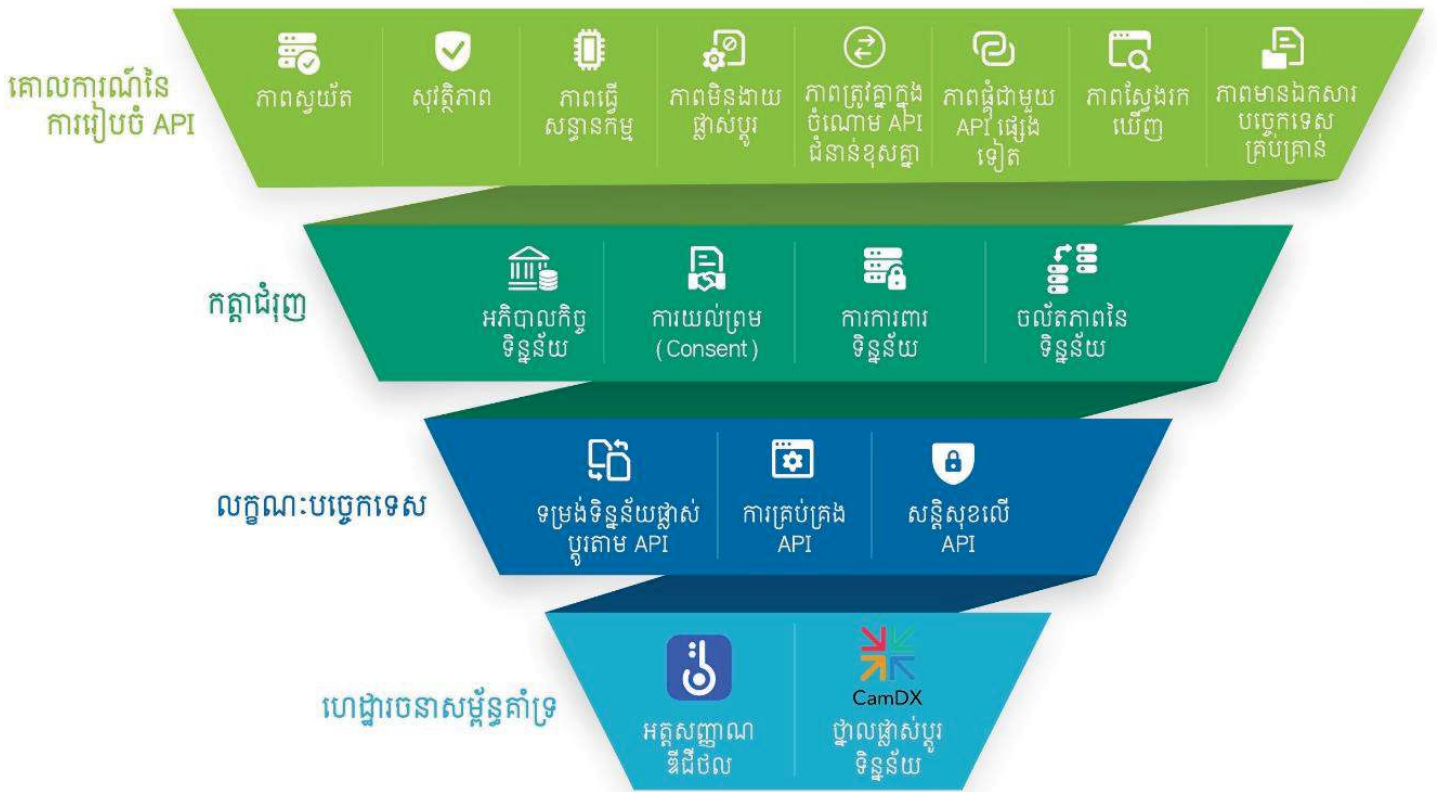 គោលការណ៍នៃ
ការរៀបចំ API
ភាពស្វយ័ត
សុវត្ថិភាព
ភាពធ្វើ
សន្ធានកម្ម
ភាពមិនងាយ
ផ្លាស់ប្តូរ
ភាពត្រូវគ្នាក្នុង
ចំណោម API
ជំនាន់ខុសគ្នា
ភាពផ្គុំជាមួយ
API ផ្សេង
ទៀត
ភាពស្វែងរក
ឃើញ
ភាពមានឯកសារ
បច្ចេកទេស
គ្រប់គ្រាន់
កត្តាជំរុញ
អភិបាលកិច្ច
ទិន្នន័យ
ការយល់ព្រម
(Consent)
ការការពារ
ទិន្នន័យ
ចល័តភាពនៃ
ទិន្នន័យ
លក្ខណៈបច្ចេកទេស
ទម្រង់ទិន្នន័យផ្លាស់
ប្តូរតាម API
ការគ្រប់គ្រង
API
សន្តិសុខលើ
API
ហេដ្ឋារចនាសម្ព័ន្ធគាំទ្រ
អត្តសញ្ញាណ
ឌីជីថល
CamDX
ថ្នាលផ្លាស់ប្តូរ
ទិន្នន័យ